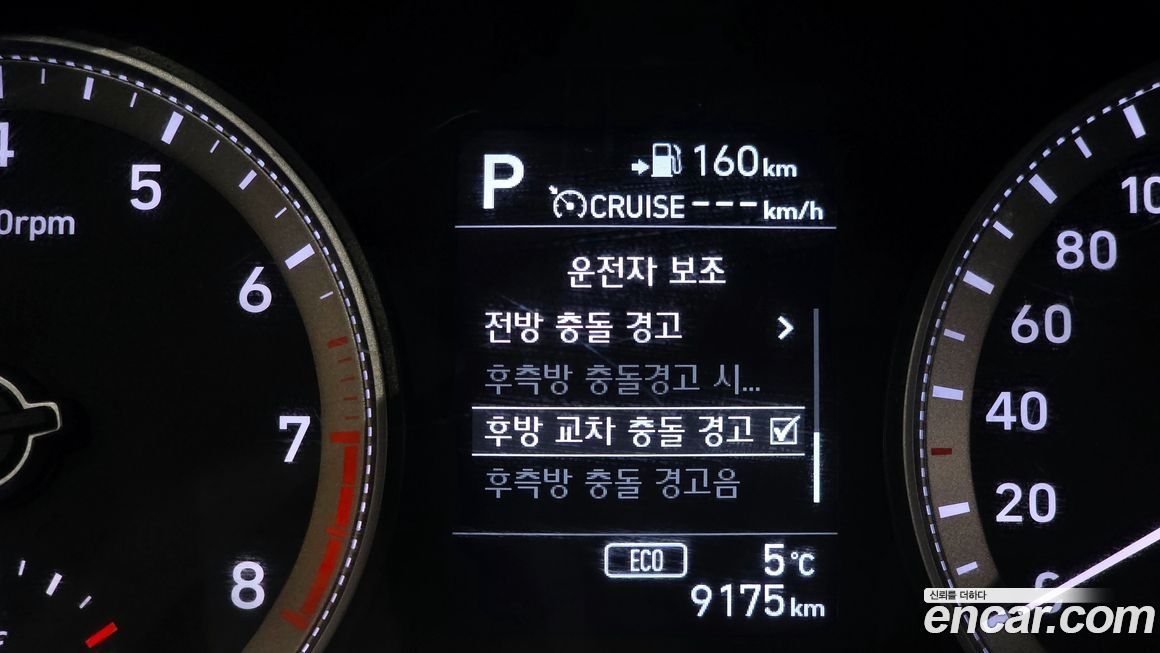 4
5
6
7
8
0rpm
P
160km
CRUISE---km/h
운전자 보조
전방 충돌 경고
후측방 충돌경고 시...
후방 교차 충돌 경고
후측방 충돌 경고음
ECO
5°C
9175km
10
80
60
40
20
신뢰를 더하다
encar.com